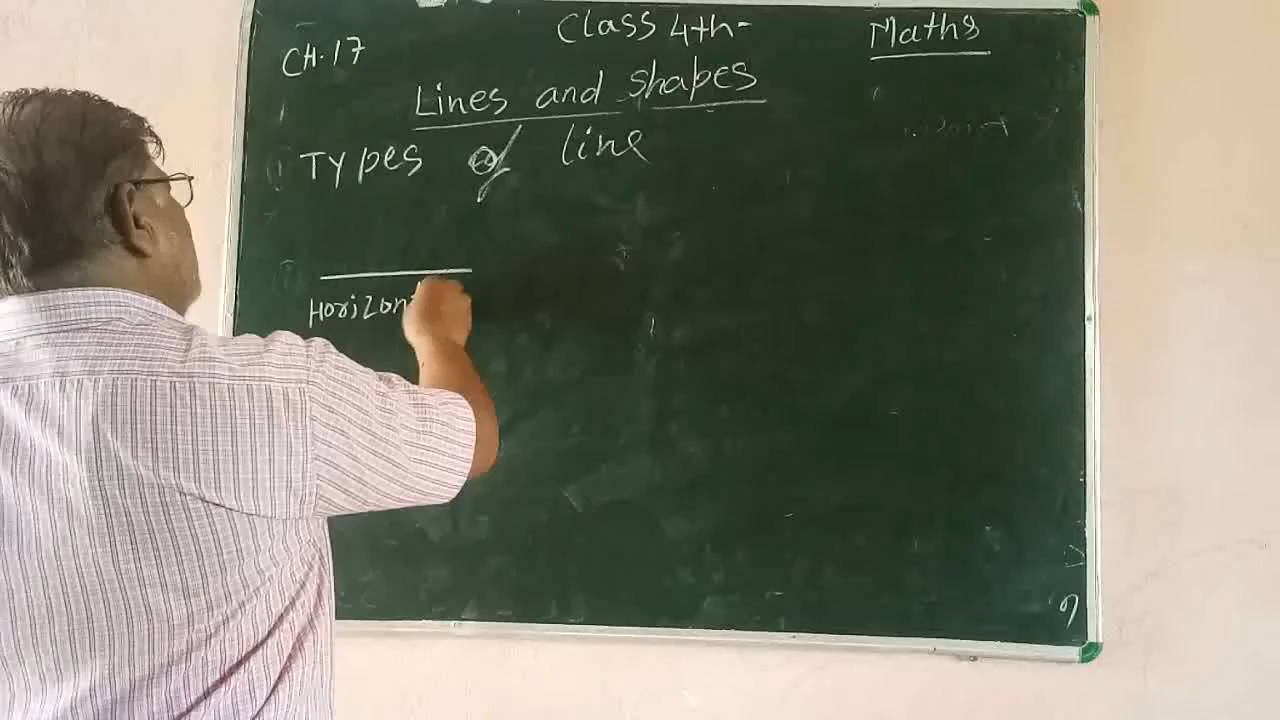 Class 4th-
Maths
CH.17
Lines and shapes
Types of line
Horizon